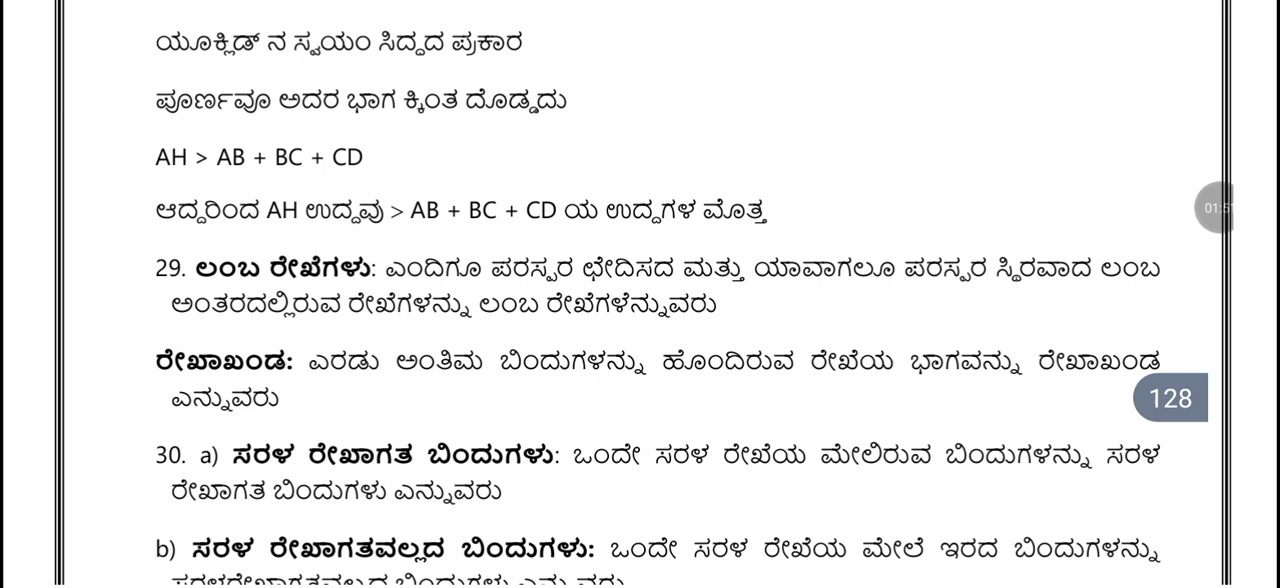 ಯೂಕ್ಲಿಡ್ ನ ಸ್ವಯಂ ಸಿದ್ಧದ ಪ್ರಕಾರ
ಪೂರ್ಣವೂ ಅದರ ಭಾಗ ಕ್ಕಿಂತ ದೊಡ್ಡದು
AH > AB + BC + CD
ಆದ್ದರಿಂದ AH ಉದ್ದವು > AB + BC + CD ಯ ಉದ್ದಗಳ ಮೊತ್ತ
29. ಲಂಬ ರೇಖೆಗಳು: ಎಂದಿಗೂ ಪರಸ್ಪರ ಛೇದಿಸದ ಮತ್ತು ಯಾವಾಗಲೂ ಪರಸ್ಪರ ಸ್ಥಿರವಾದ ಲಂಬ
ಅಂತರದಲ್ಲಿರುವ ರೇಖೆಗಳನ್ನು ಲಂಬ ರೇಖೆಗಳೆನ್ನುವರು
ರೇಖಾಖಂಡ: ಎರಡು ಅಂತಿಮ ಬಿಂದುಗಳನ್ನು ಹೊಂದಿರುವ ರೇಖೆಯ ಭಾಗವನ್ನು ರೇಖಾಖಂಡ
ಎನ್ನುವರು
128
30. a) ಸರಳ ರೇಖಾಗತ ಬಿಂದುಗಳು: ಒಂದೇ ಸರಳ ರೇಖೆಯ ಮೇಲಿರುವ ಬಿಂದುಗಳನ್ನು ಸರಳ
ರೇಖಾಗತ ಬಿಂದುಗಳು ಎನ್ನುವರು
b) ಸರಳ ರೇಖಾಗತವಲ್ಲದ ಬಿಂದುಗಳು: ಒಂದೇ ಸರಳ ರೇಖೆಯ ಮೇಲೆ ಇರದ ಬಿಂದುಗಳನ್ನು